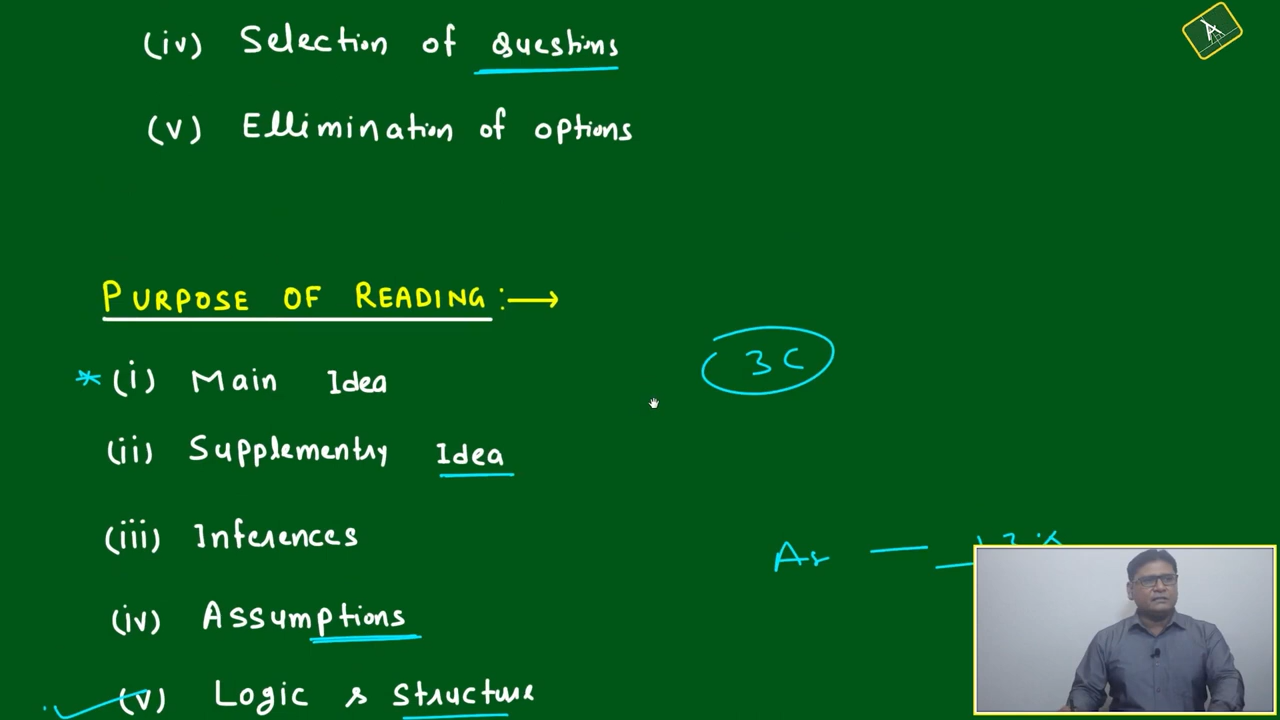 (iv) Selection of Questions
(v) Ellimination of options
PURPOSE OF READING :→
* (i) Main Idea
3C
(ii) Supplementry Idea
(iii) Inferences
As
(iv) Assumptions
(v) Logic & Structure